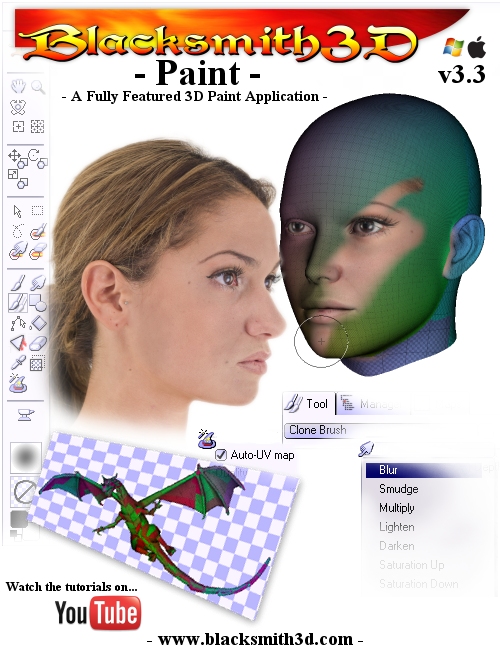 Blacksmith3D
- Paint -
v3.3
- A Fully Featured 3D Paint Application -
Tool
Clone Brush
Auto-UV map
Blur
Smudge
Multiply
Lighten
Darken
Saturation Up
Saturation Down
Watch the tutorials on...
YouTube
- www.blacksmith3d.com -